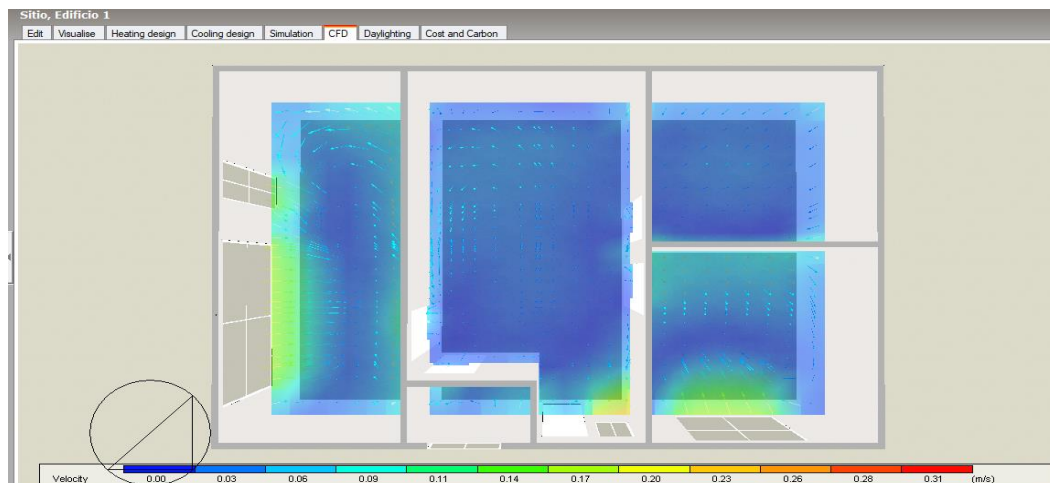 Sitio, Edificio 1
Edit Visualise Heating design Cooling design Simulation CFD Daylighting Cost and Carbon
Velocity 0.00 0.03 0.06 0.09 0.11 0.14 0.17 0.20 0.23 0.26 0.28 0.31 (m/s)